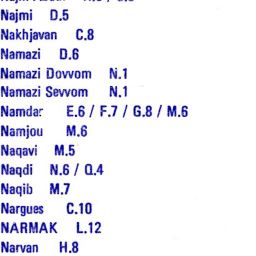 Najmi D.5
Nakhjavan C.8
Namazi D.6
Namazi Dovvom N.1
Namazi Sevvom N.1
Namdar E.6 / F.7 / G.8 / M.6
Namjou M.6
Naqavi M.5
Naqdi N.6 / Q.4
Naqib M.7
Nargues C.10
NARMAK L.12
Narvan H.8